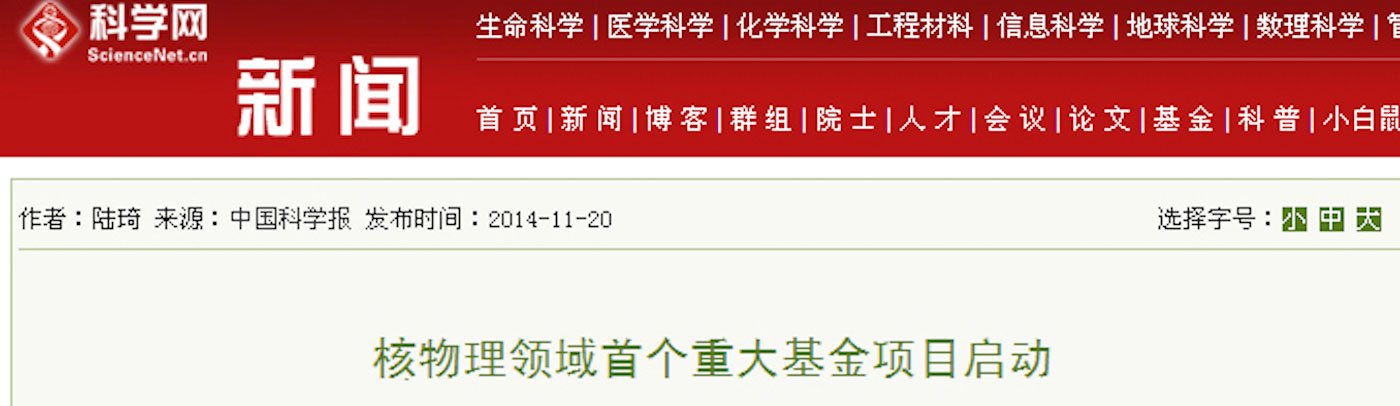 科学网
ScienceNet.cn
新闻
生命科学 | 医学科学 | 化学科学 | 工程材料 | 信息科学 | 地球科学 | 数理科学 |
首 页 | 新 闻 | 博 客 | 群 组 | 院 士 | 人 才 | 会 议 | 论 文 | 基 金 | 科 普 | 小白鼠
作者：陆琦 来源：中国科学报 发布时间：2014-11-20
选择字号：小 中 大
核物理领域首个重大基金项目启动